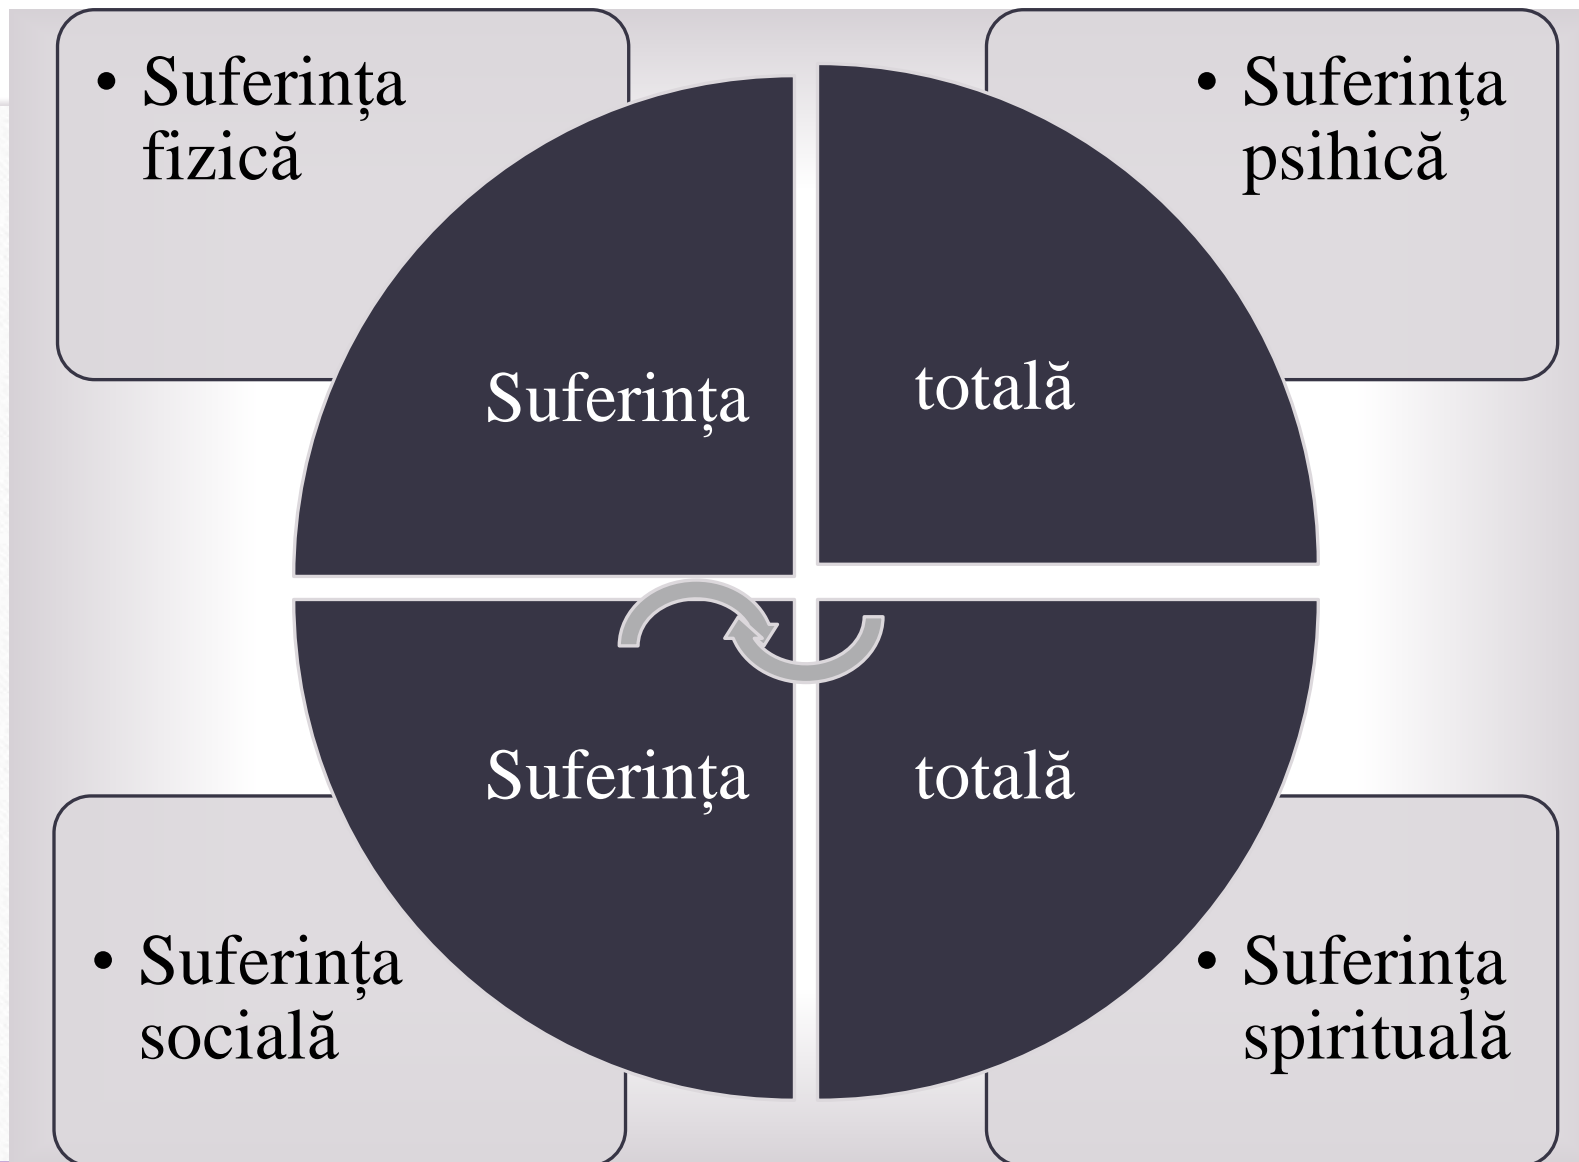 • Suferința
fizică
• Suferința
psihică
Suferința
totală
Suferința
totală
• Suferința
socială
• Suferința
spirituală